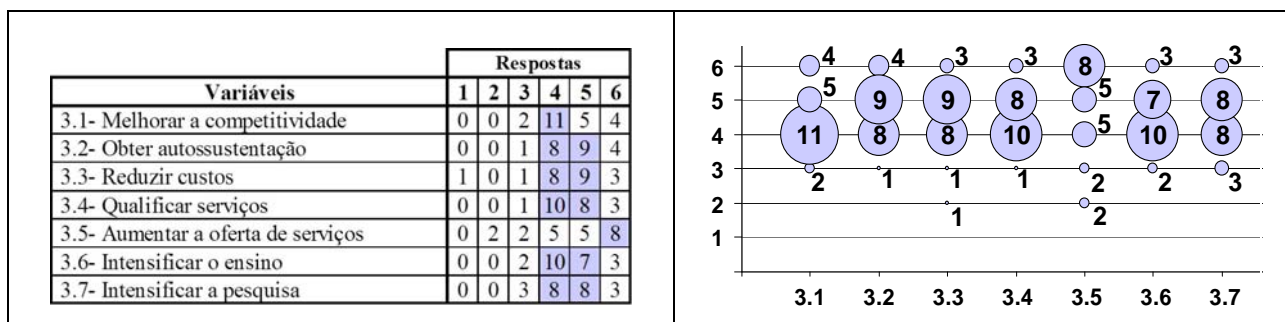 Respostas
Variáveis 1 2 3 4 5 6
3.1- Melhorar a competitividade 0 0 2 11 5 4
3.2- Obter autossustentação 0 0 1 8 9 4
3.3- Reduzir custos 1 0 1 8 9 3
3.4- Qualificar serviços 0 0 1 10 8 3
3.5- Aumentar a oferta de serviços 0 2 2 5 5 8
3.6- Intensificar o ensino 0 0 2 10 7 3
3.7- Intensificar a pesquisa 0 0 3 8 8 3
6 4 4 3 3 8 3 3
5 5 9 9 8 5 7 8
4 11 8 8 10 5 10 8
3 2 1 1 1 2 2 3
2 1 2
1
3.1 3.2 3.3 3.4 3.5 3.6 3.7